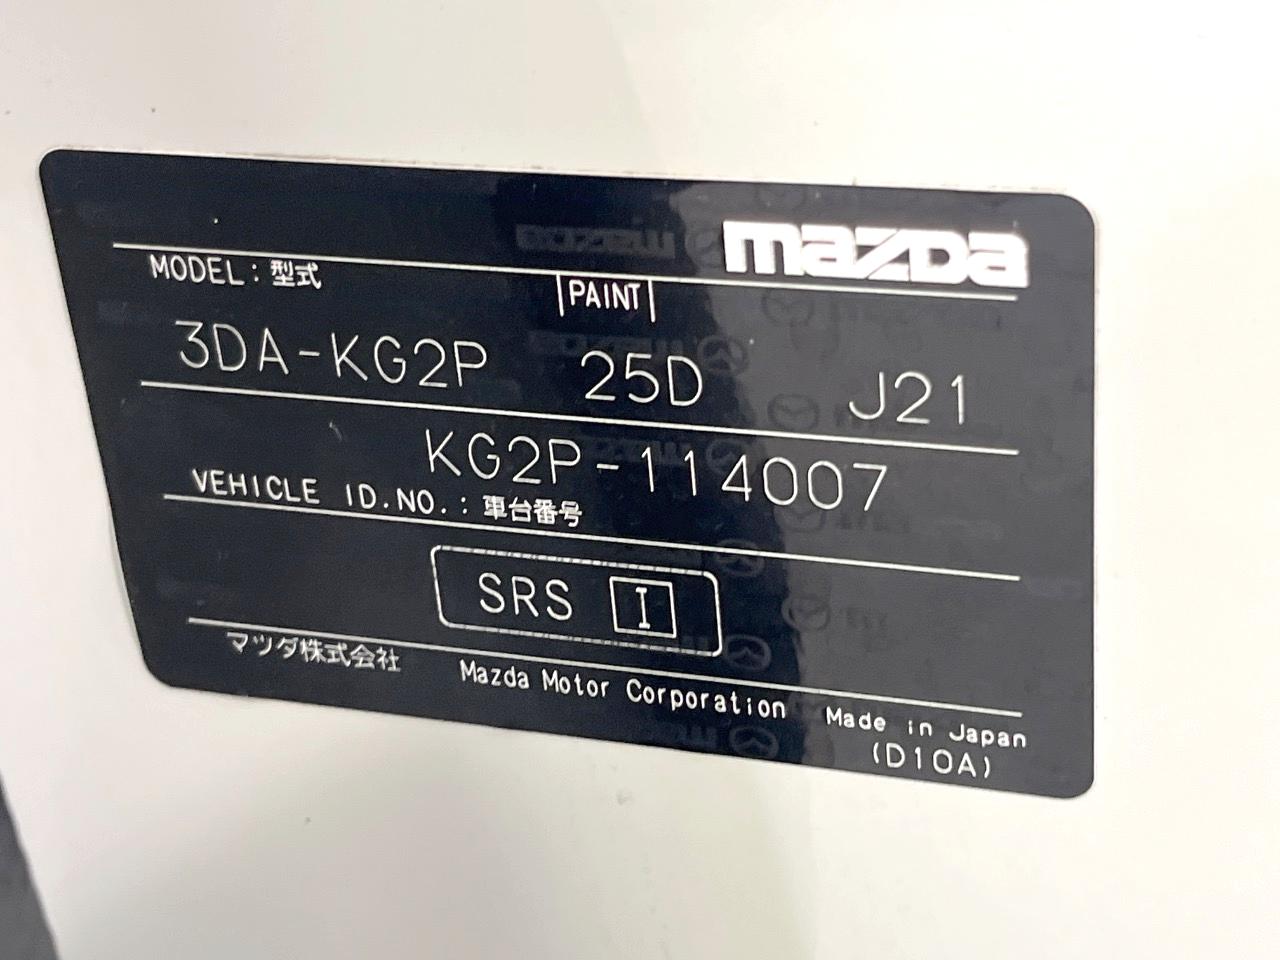 mazda
MODEL：型式 PAINT
3DA-KG2P 25D J21
KG2P-114007
VEHICLE ID.NO.：車台番号
SRS I
マツダ株式会社 Mazda Motor Corporation Made in Japan
(D10A)